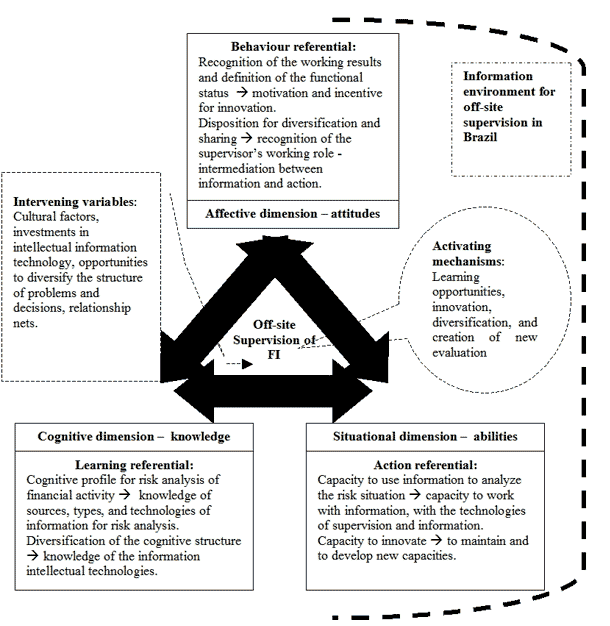 Behaviour referential:
Recognition of the working results
and definition of the functional
status → motivation and incentive
for innovation.
Disposition for diversification and
sharing → recognition of the
supervisor's working role -
intermediation between
information and action.
Affective dimension – attitudes
Information
environment for
off-site
supervision in
Brazil
Intervening variables:
Cultural factors,
investments in
intellectual information
technology, opportunities
to diversify the structure
of problems and
decisions, relationship
nets.
Activating
mechanisms:
Learning
opportunities,
innovation,
diversification, and
creation of new
evaluation
Off-site
Supervision of
FI
Cognitive dimension – knowledge
Learning referential:
Cognitive profile for risk analysis of
financial activity → knowledge of
sources, types, and technologies of
information for risk analysis.
Diversification of the cognitive structure
→ knowledge of the information
intellectual technologies.
Situational dimension – abilities
Action referential:
Capacity to use information to analyze
the risk situation → capacity to work
with information, with the technologies
of supervision and information.
Capacity to innovate → to maintain and
to develop new capacities.